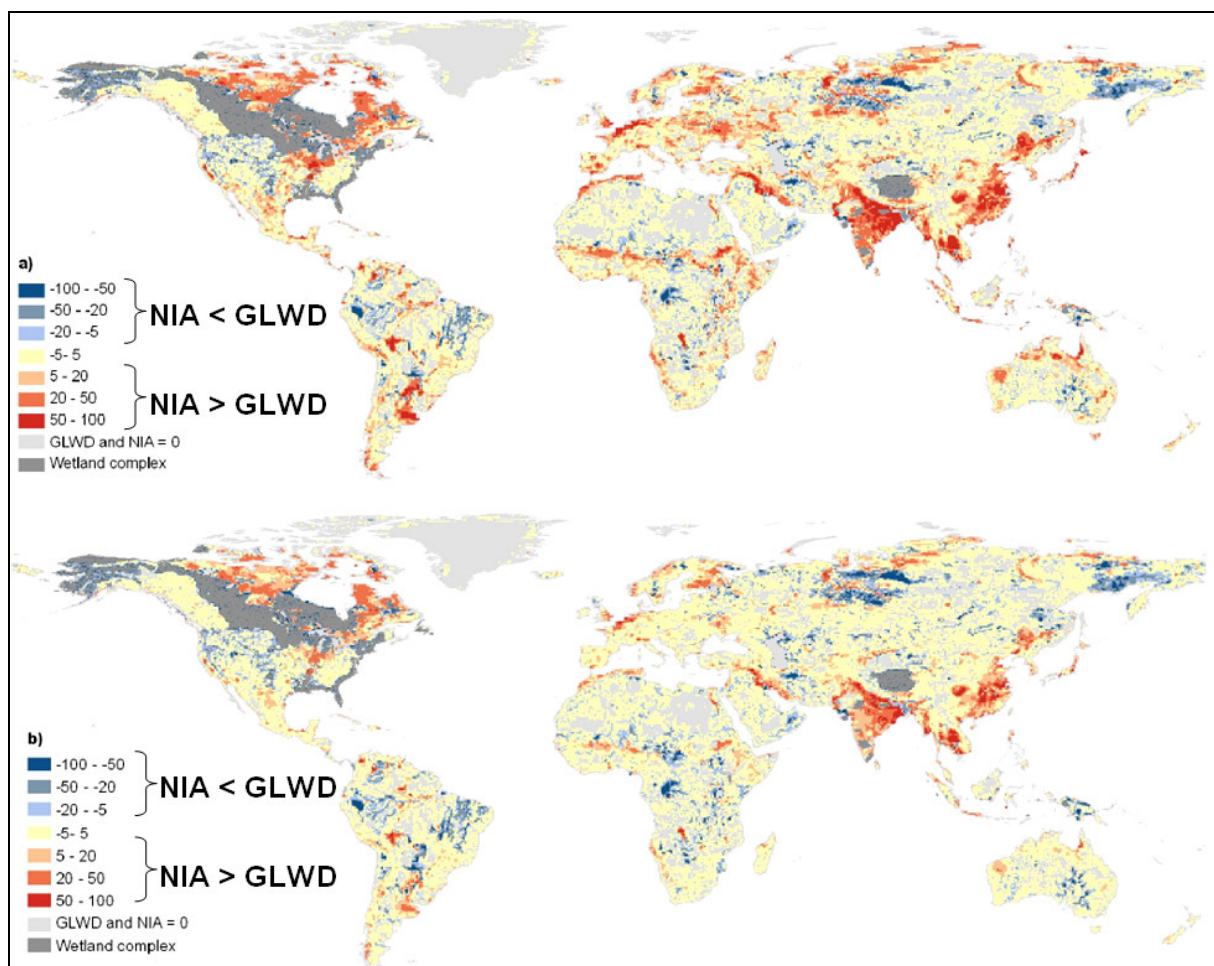 a)
-100 - -50
-50 - -20
-20 - -5
NIA < GLWD
-5- 5
5 - 20
20 - 50
50 - 100
NIA > GLWD
GLWD and NIA = 0
Wetland complex
b)
-100 - -50
-50 - -20
-20 - -5
NIA < GLWD
-5- 5
5 - 20
20 - 50
50 - 100
NIA > GLWD
GLWD and NIA = 0
Wetland complex